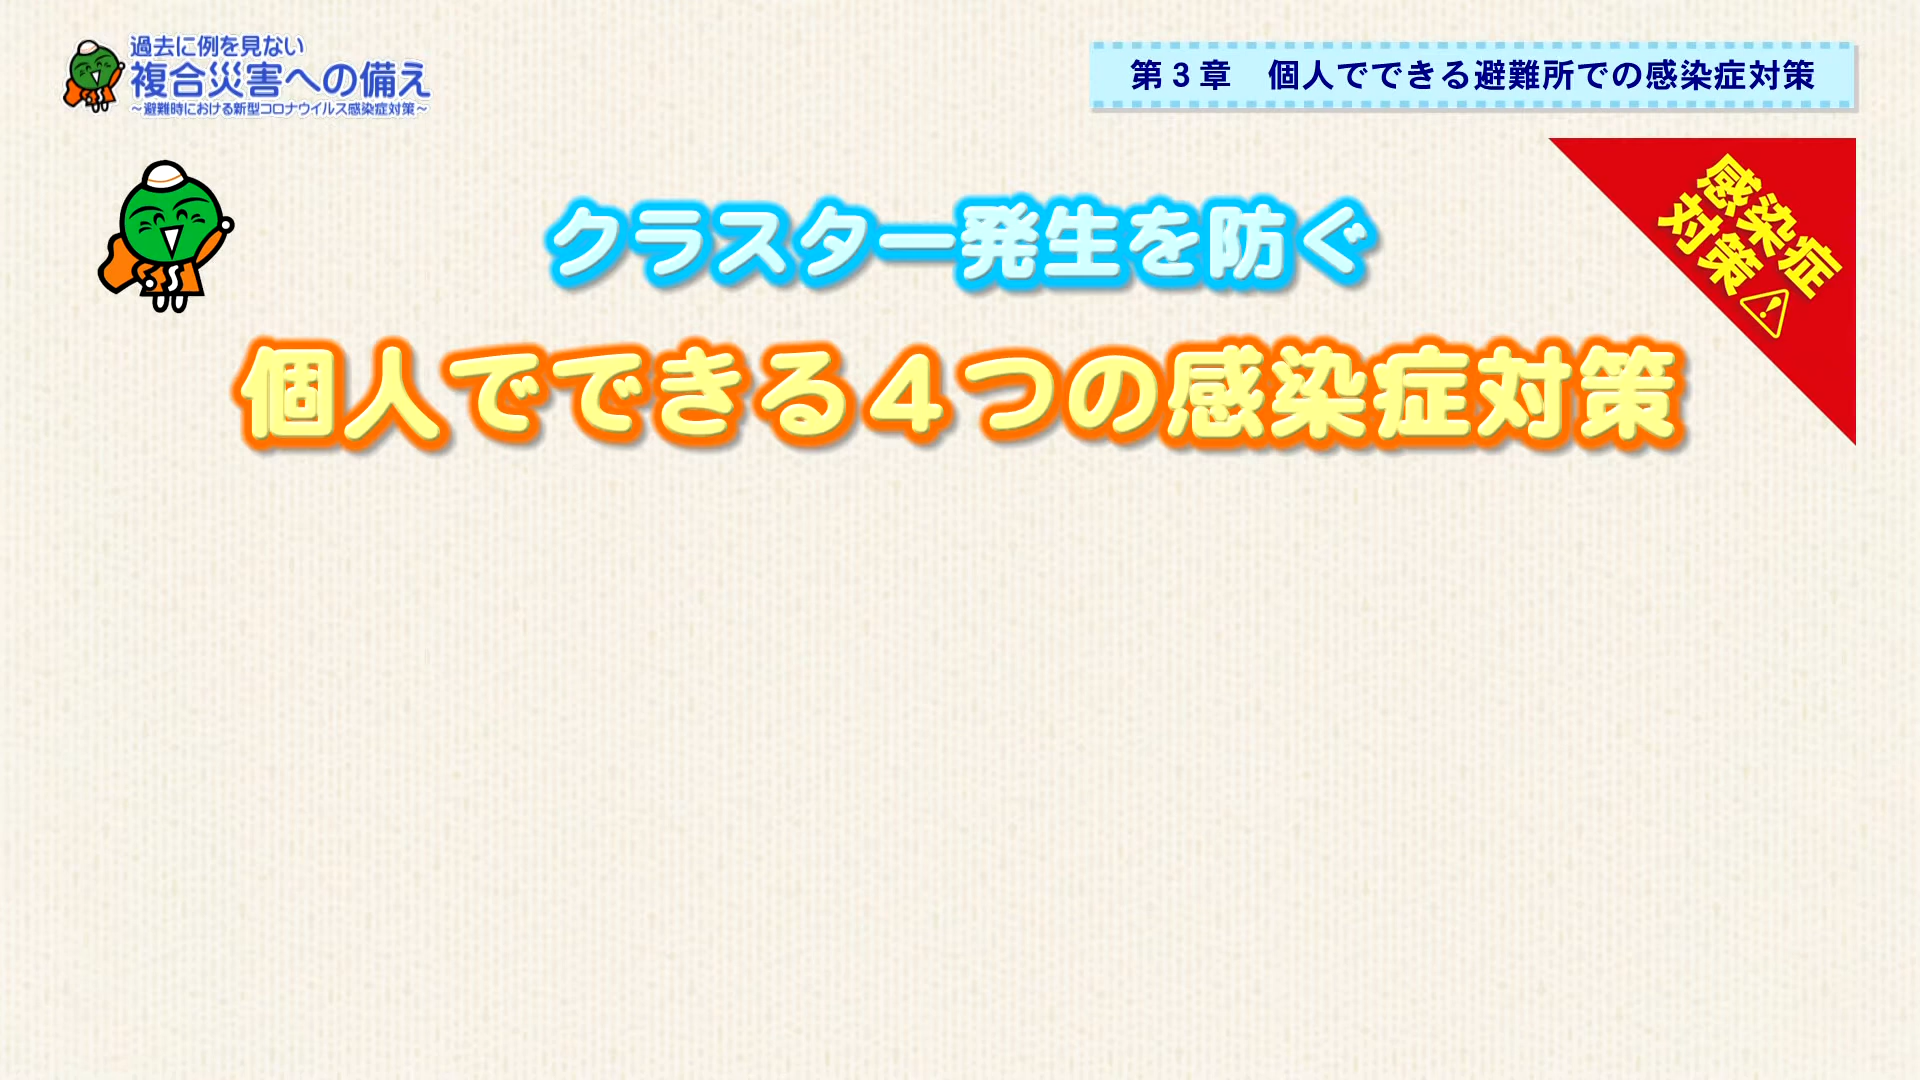 過去に例を見ない
複合災害への備え
～避難時における新型コロナウイルス感染症対策～
第３章　個人でできる避難所での感染症対策
感染症
対策⚠
クラスター発生を防ぐ
個人でできる４つの感染症対策